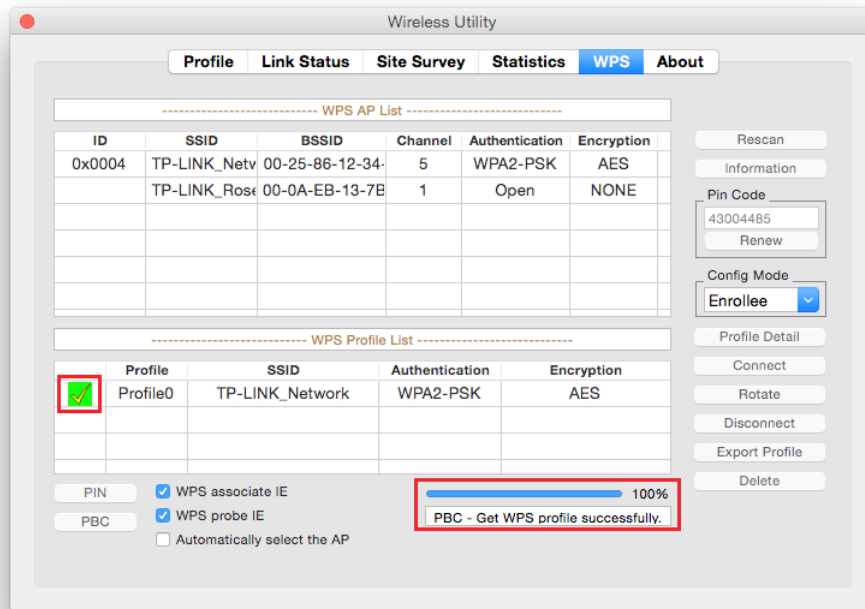 Wireless Utility
Profile Link Status Site Survey Statistics WPS About
---------------------------- WPS AP List ----------------------------
ID SSID BSSID Channel Authentication Encryption
0x0004 TP-LINK_Netw 00-25-86-12-34- 5 WPA2-PSK AES
TP-LINK_Rose 00-0A-EB-13-7B 1 Open NONE
Rescan
Information
Pin Code
43004485
Renew
Config Mode
Enrollee
---------------------------- WPS Profile List ----------------------------
Profile SSID Authentication Encryption
Profile0 TP-LINK_Network WPA2-PSK AES
Profile Detail
Connect
Rotate
Disconnect
Export Profile
Delete
PIN
PBC
WPS associate IE
WPS probe IE
Automatically select the AP
100%
PBC - Get WPS profile successfully.